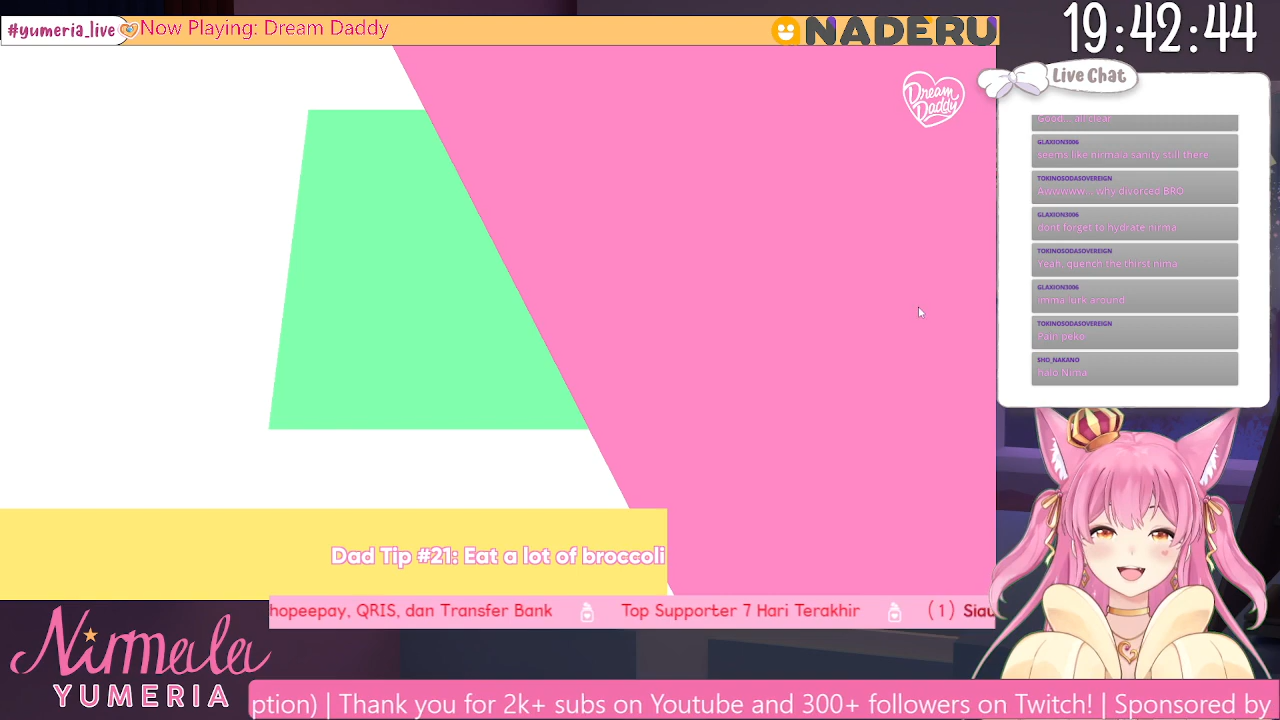 #yumeria_live
Now Playing: Dream Daddy
NADERU
19:42:44
Live Chat
Dream Daddy
Good... all clear
GLAXION3006
seems like nirmala sanity still there
TOKINOSODASOVEREIGN
Awwwww... why divorced BRO
GLAXION3006
dont forget to hydrate nirma
TOKINOSODASOVEREIGN
Yeah, quench the thirst nima
GLAXION3006
imma lurk around
TOKINOSODASOVEREIGN
Pain peko
SHO_NAKANO
halo Nima
Dad Tip #21: Eat a lot of broccoli
hopeepay, QRIS, dan Transfer Bank Top Supporter 7 Hari Terakhir (1) Siau
Nirmala
YUMERIA
ption) | Thank you for 2k+ subs on Youtube and 300+ followers on Twitch! | Sponsored by